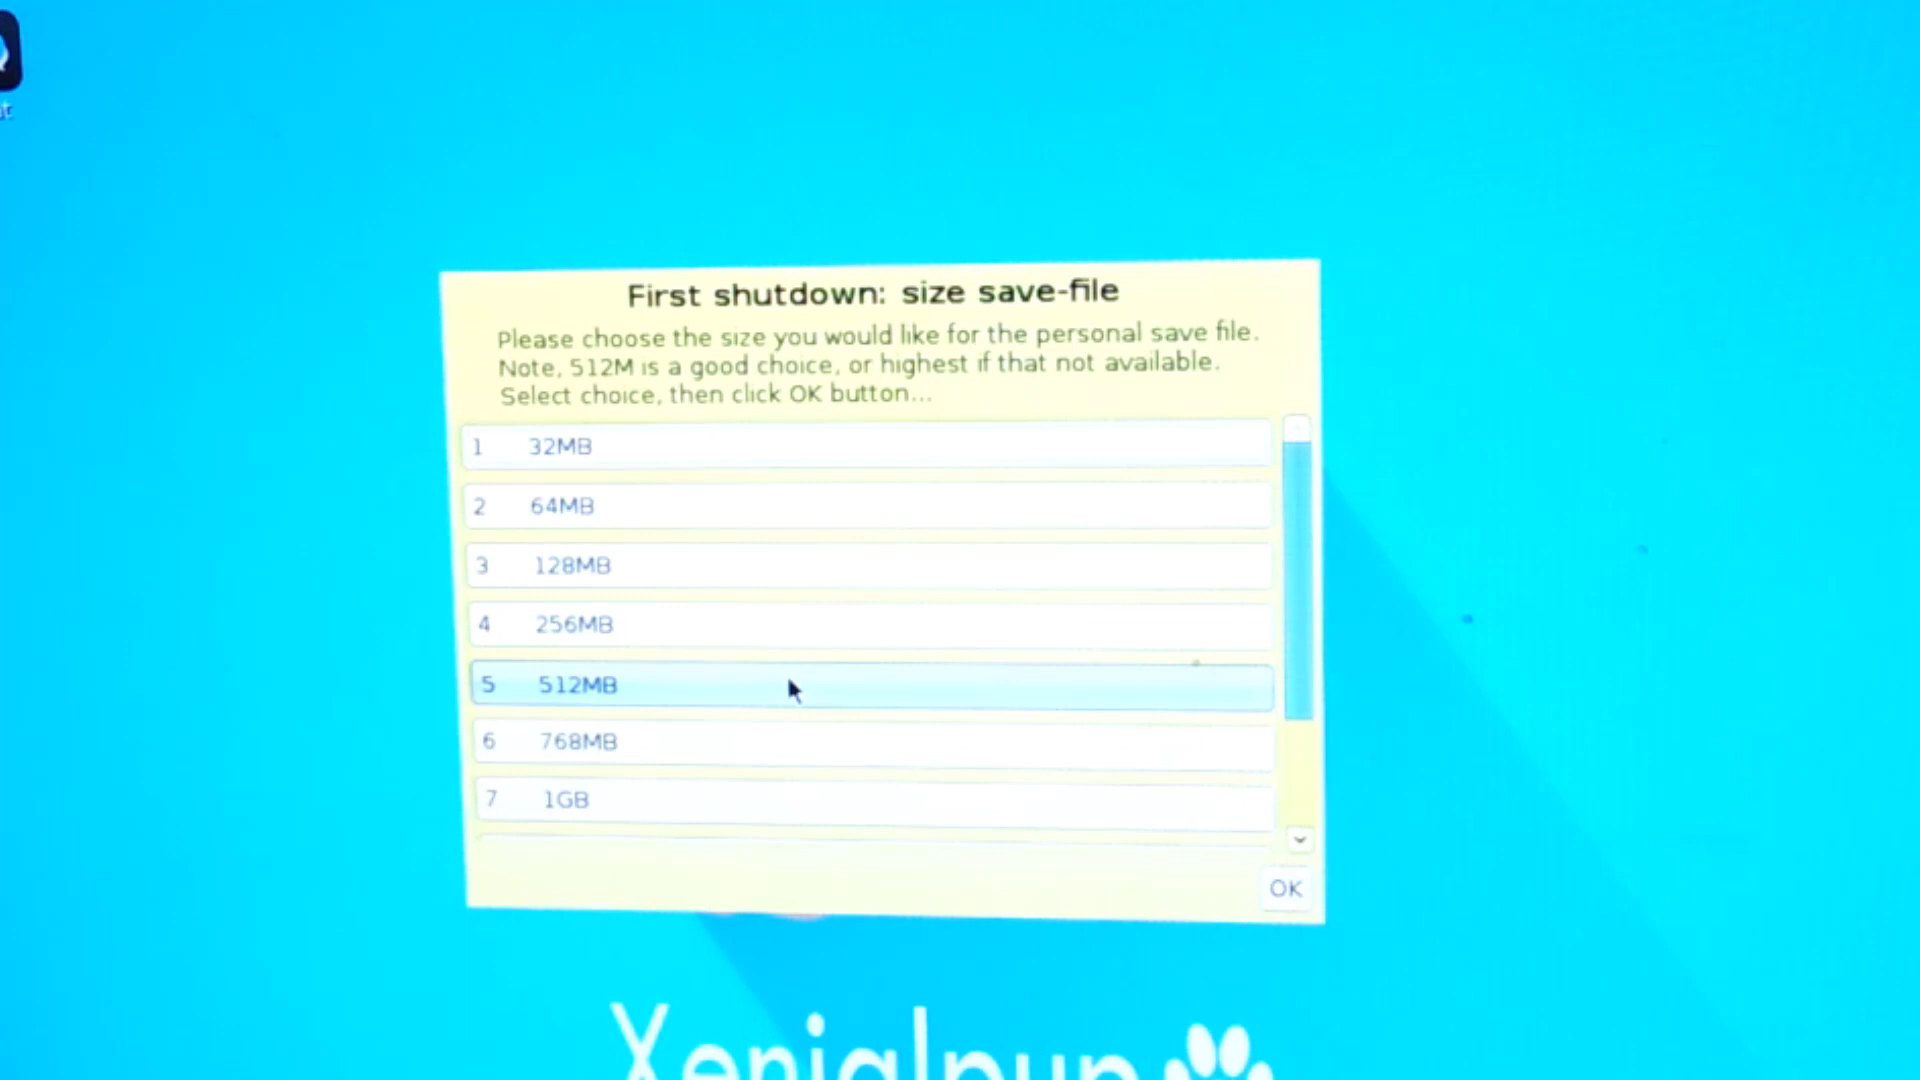 First shutdown: size save-file
Please choose the size you would like for the personal save file.
Note, 512M is a good choice, or highest if that not available.
Select choice, then click OK button...
1 32MB
2 64MB
3 128MB
4 256MB
5 512MB
6 768MB
7 1GB
OK
Xenialpup